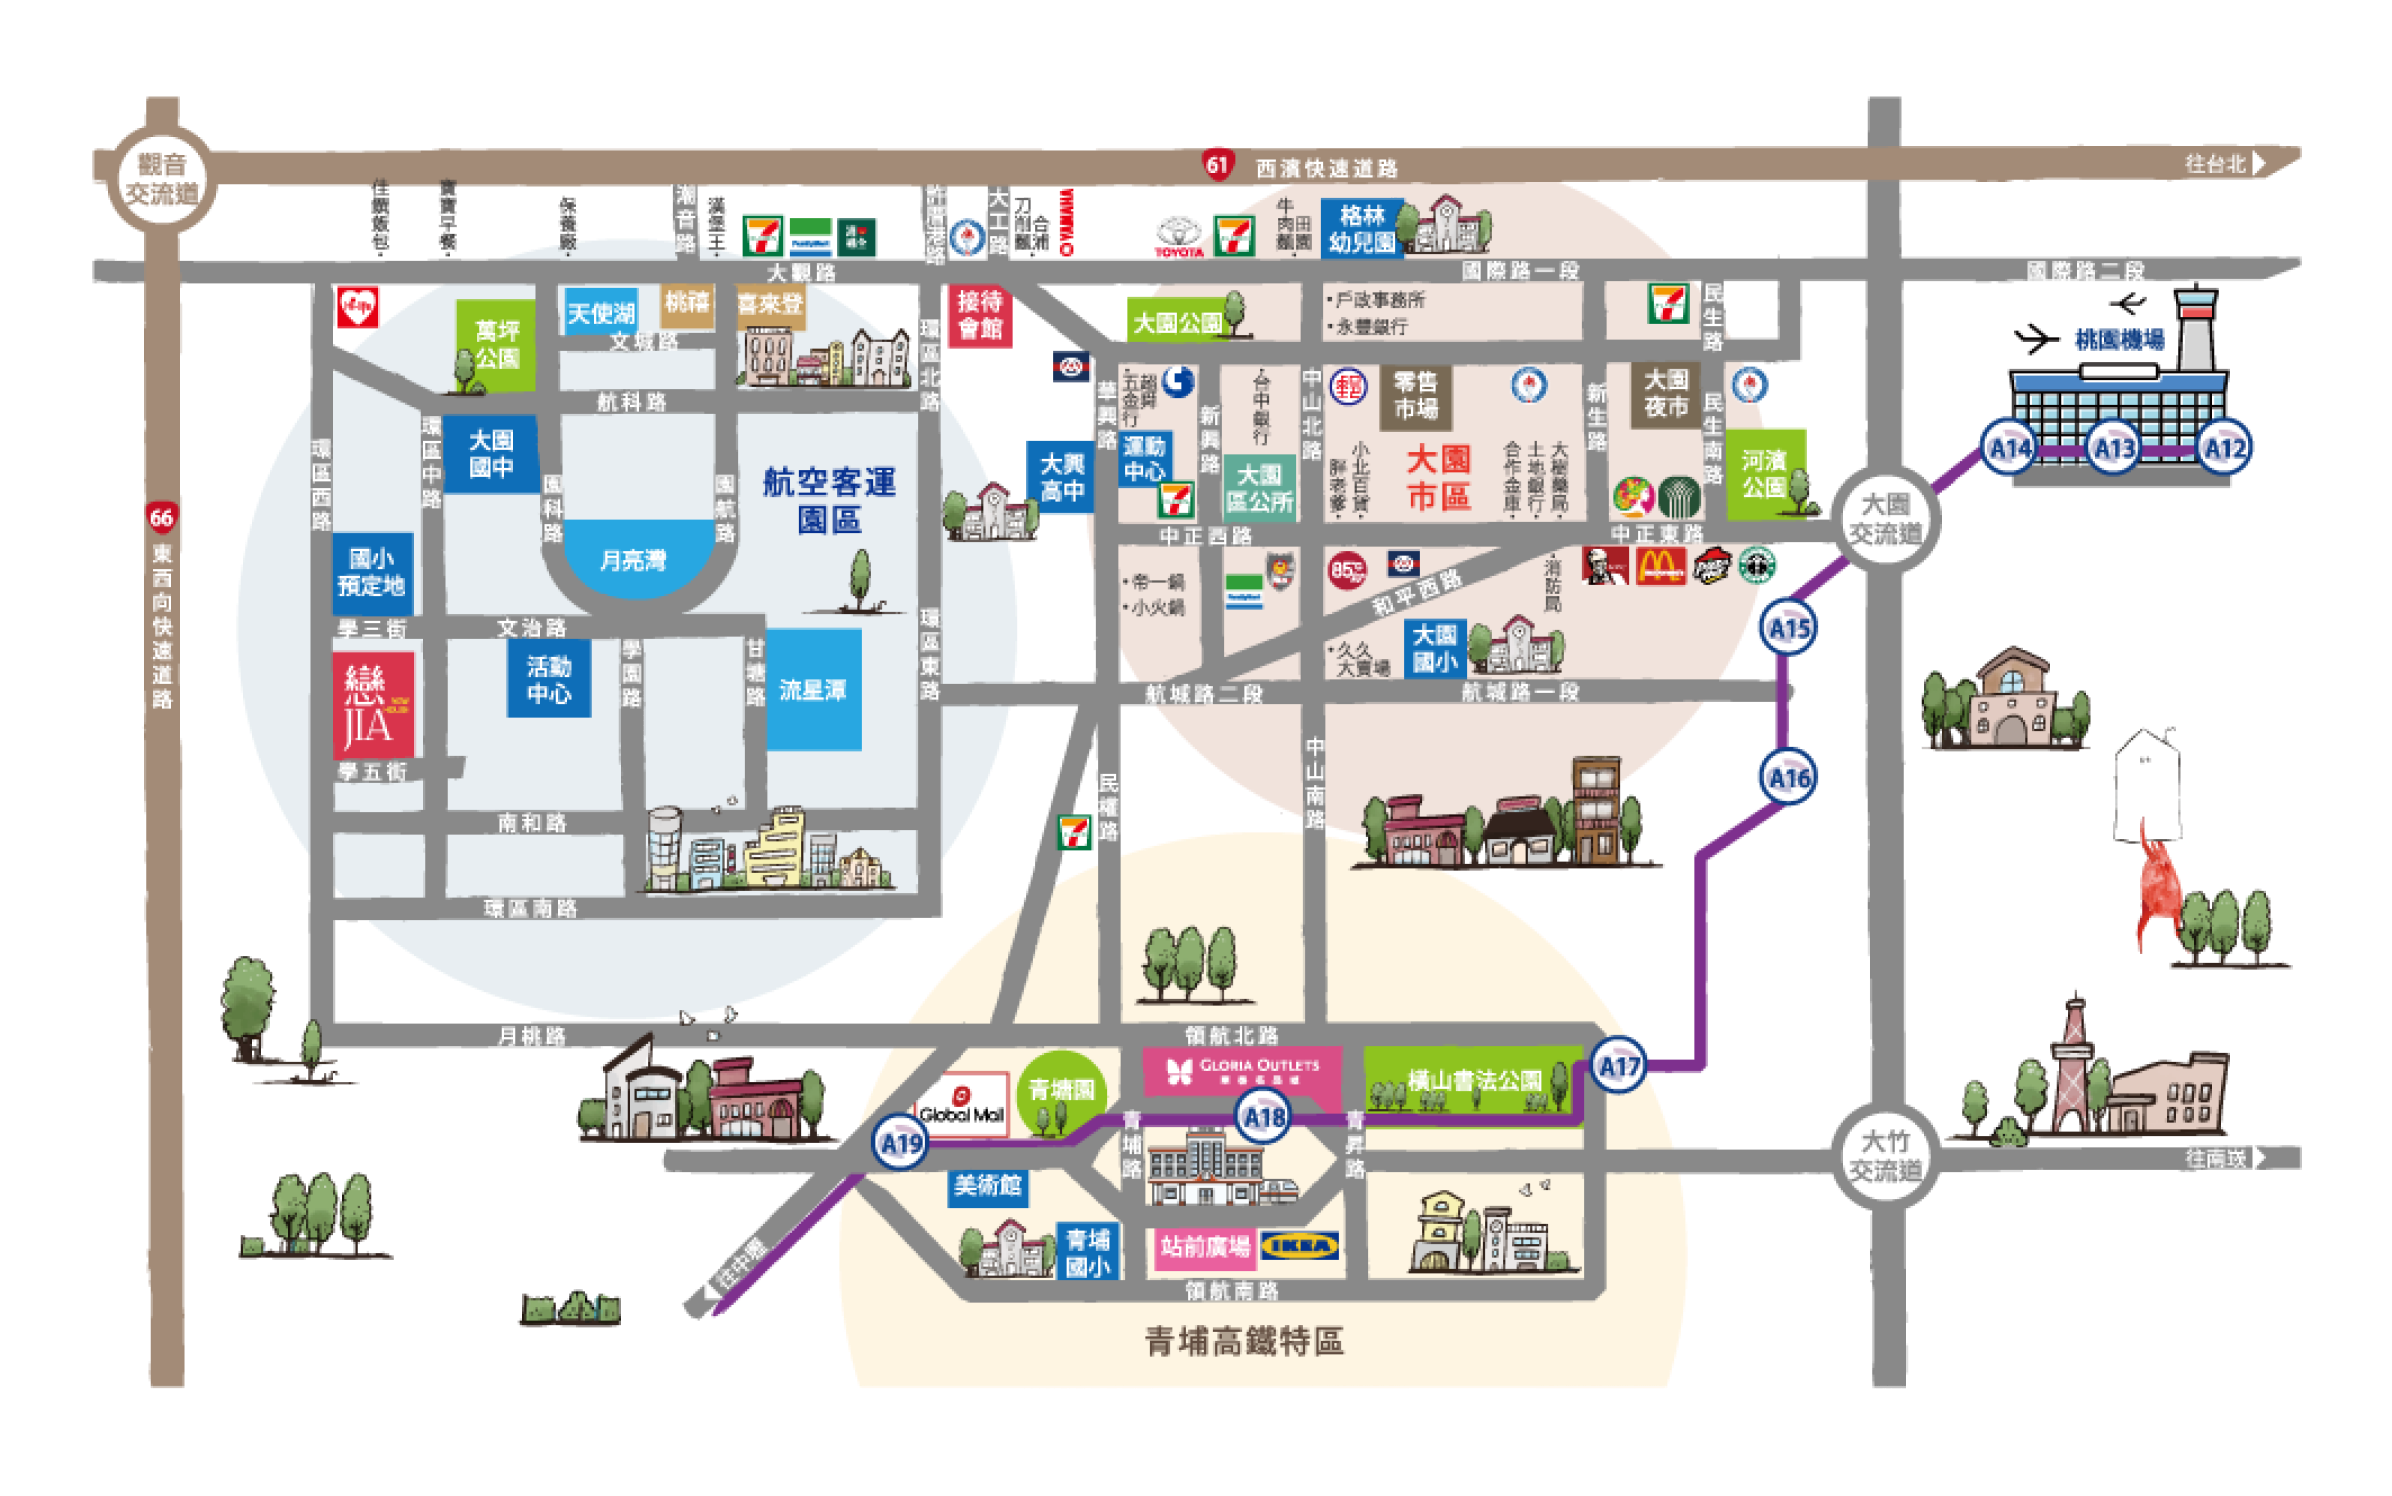 觀音
交流道
61
西濱快速道路
往台北
佳饌飯包
寶寶早餐
保養廠
潮音路
漢堡王
大工路
刀削麵
合浦
YAMAHA
TOYOTA
牛肉麵
田園
格林
幼兒園
大觀路
國際路一段
國際路二段
萬坪
公園
天使湖
桃禧
喜來登
文城路
環區北路
接待
會館
大園公園
•戶政事務所
•永豐銀行
民生路
桃園機場
航科路
大園
國中
環區西路
環區中路
園科路
園航路
航空客運
園區
華興路
五金行
新興路
台中銀行
中山北路
零售
市場
新生路
大園
夜市
民生南路
運動
中心
大興
高中
大園
區公所
小北百貨
胖老爹
大園
市區
合作金庫
土地銀行
大樹藥局
河濱
公園
大園
交流道
A14
A13
A12
66
東西向快速道路
月亮灣
國小
預定地
中正西路
中正東路
•帝一鍋
•小火鍋
FamilyMart
85°C
和平西路
消防局
A15
學三街
文治路
戀
JIA
活動
中心
學園路
甘塘路
流星潭
環區東路
•久久
大賣場
大園
國小
航城路二段
航城路一段
學五街
南和路
民權路
中山南路
A16
環區南路
月桃路
領航北路
GLORIA OUTLETS
橫山書法公園
A17
Global Mall
青塘園
A18
A19
青埔路
青昇路
大竹
交流道
往南崁
美術館
青埔
國小
站前廣場
IKEA
往中壢
領航南路
青埔高鐵特區